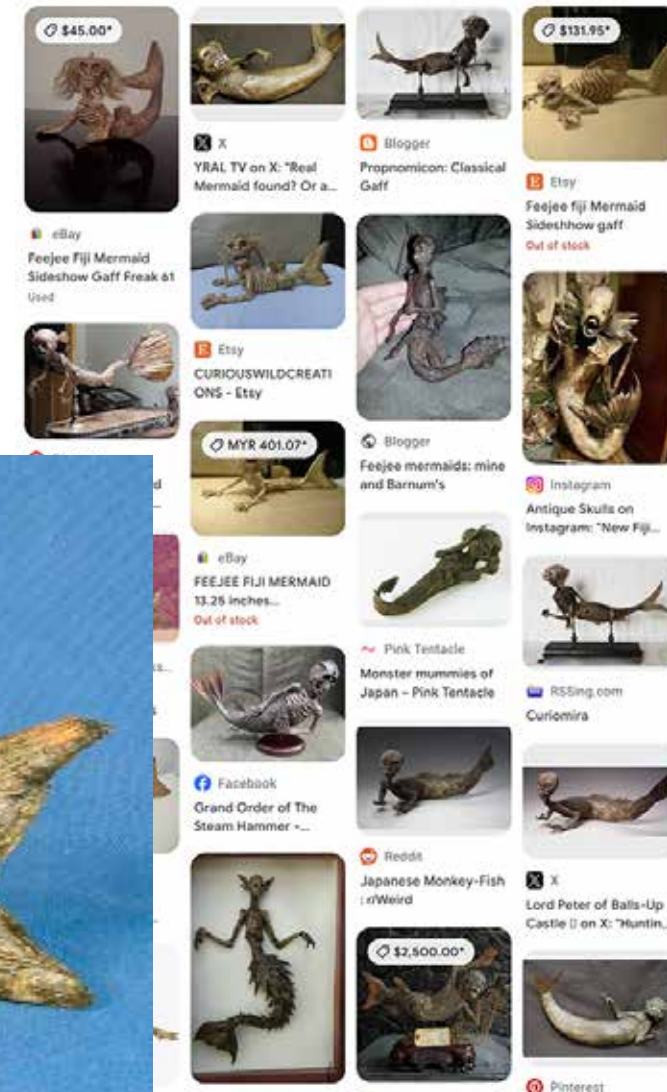 $45.00*
eBay
Feejee Fiji Mermaid
Sideshow Gaff Freak 61
Used
X
YRAL TV on X: "Real
Mermaid found? Or a...
Etsy
CURIOUSWILDCREATI
ONS - Etsy
MYR 401.07*
eBay
FEEJEE FIJI MERMAID
13.25 inches...
Out of stock
Facebook
Grand Order of The
Steam Hammer -...
Blogger
Propnomicon: Classical
Gaff
Blogger
Feejee mermaids: mine
and Barnum's
Pink Tentacle
Monster mummies of
Japan – Pink Tentacle
Reddit
Japanese Monkey-Fish
: r/Weird
$2,500.00*
$131.95*
Etsy
Feejee fiji Mermaid
Sideshhow gaff
Out of stock
Instagram
Antique Skulls on
Instagram: "New Fiji...
RSSing.com
Curiomira
X
Lord Peter of Balls-Up
Castle on X: "Huntin...
Pinterest